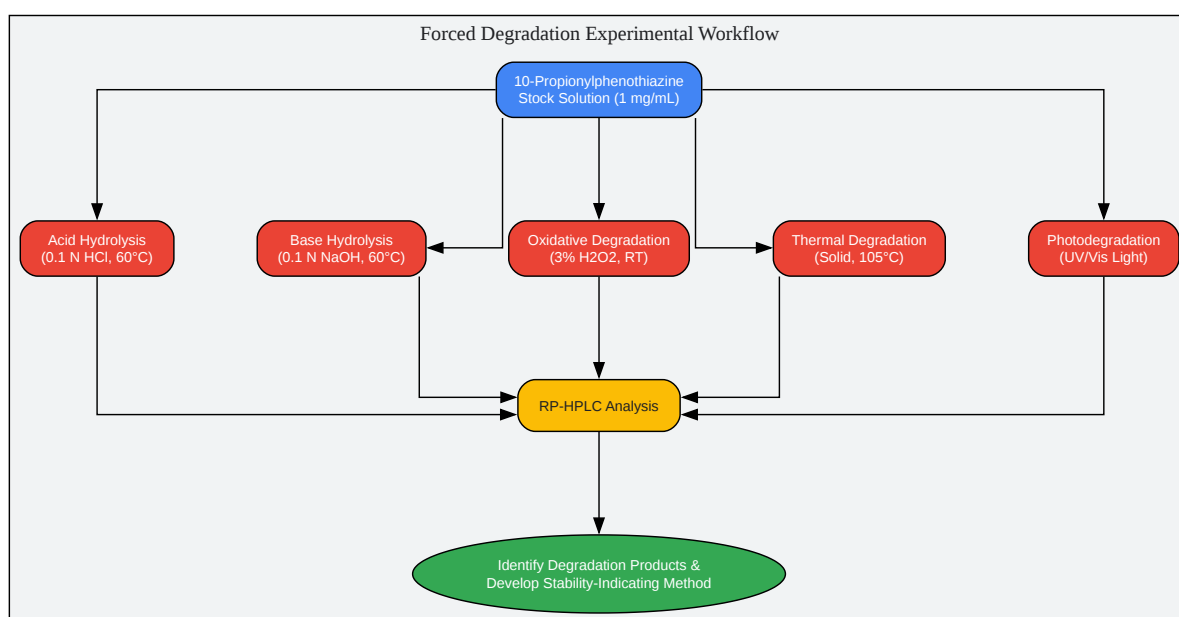 Forced Degradation Experimental Workflow
10-Propionylphenothiazine
Stock Solution (1 mg/mL)
Acid Hydrolysis
(0.1 N HCl, 60°C)
Base Hydrolysis
(0.1 N NaOH, 60°C)
Oxidative Degradation
(3% H2O2, RT)
Thermal Degradation
(Solid, 105°C)
Photodegradation
(UV/Vis Light)
RP-HPLC Analysis
Identify Degradation Products &
Develop Stability-Indicating Method